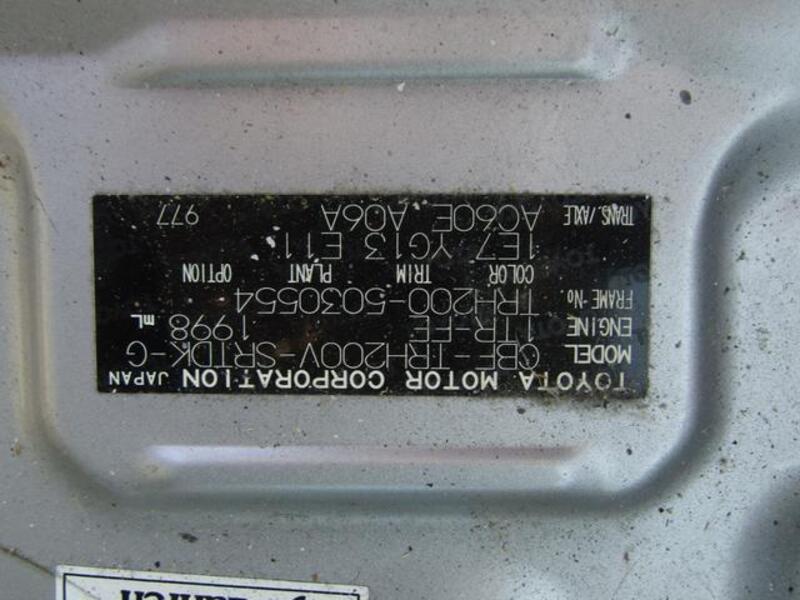 TOYOTA MOTOR CORPORATION JAPAN
MODEL CBF-TRH200V-SRTDK-G
ENGINE 1TR-FE 1998 mL
FRAME No. TRH200-5030554
COLOR TRIM PLANT OPTION
1E7 YG13 E11
TRANS./AXLE AC60E A06A 977